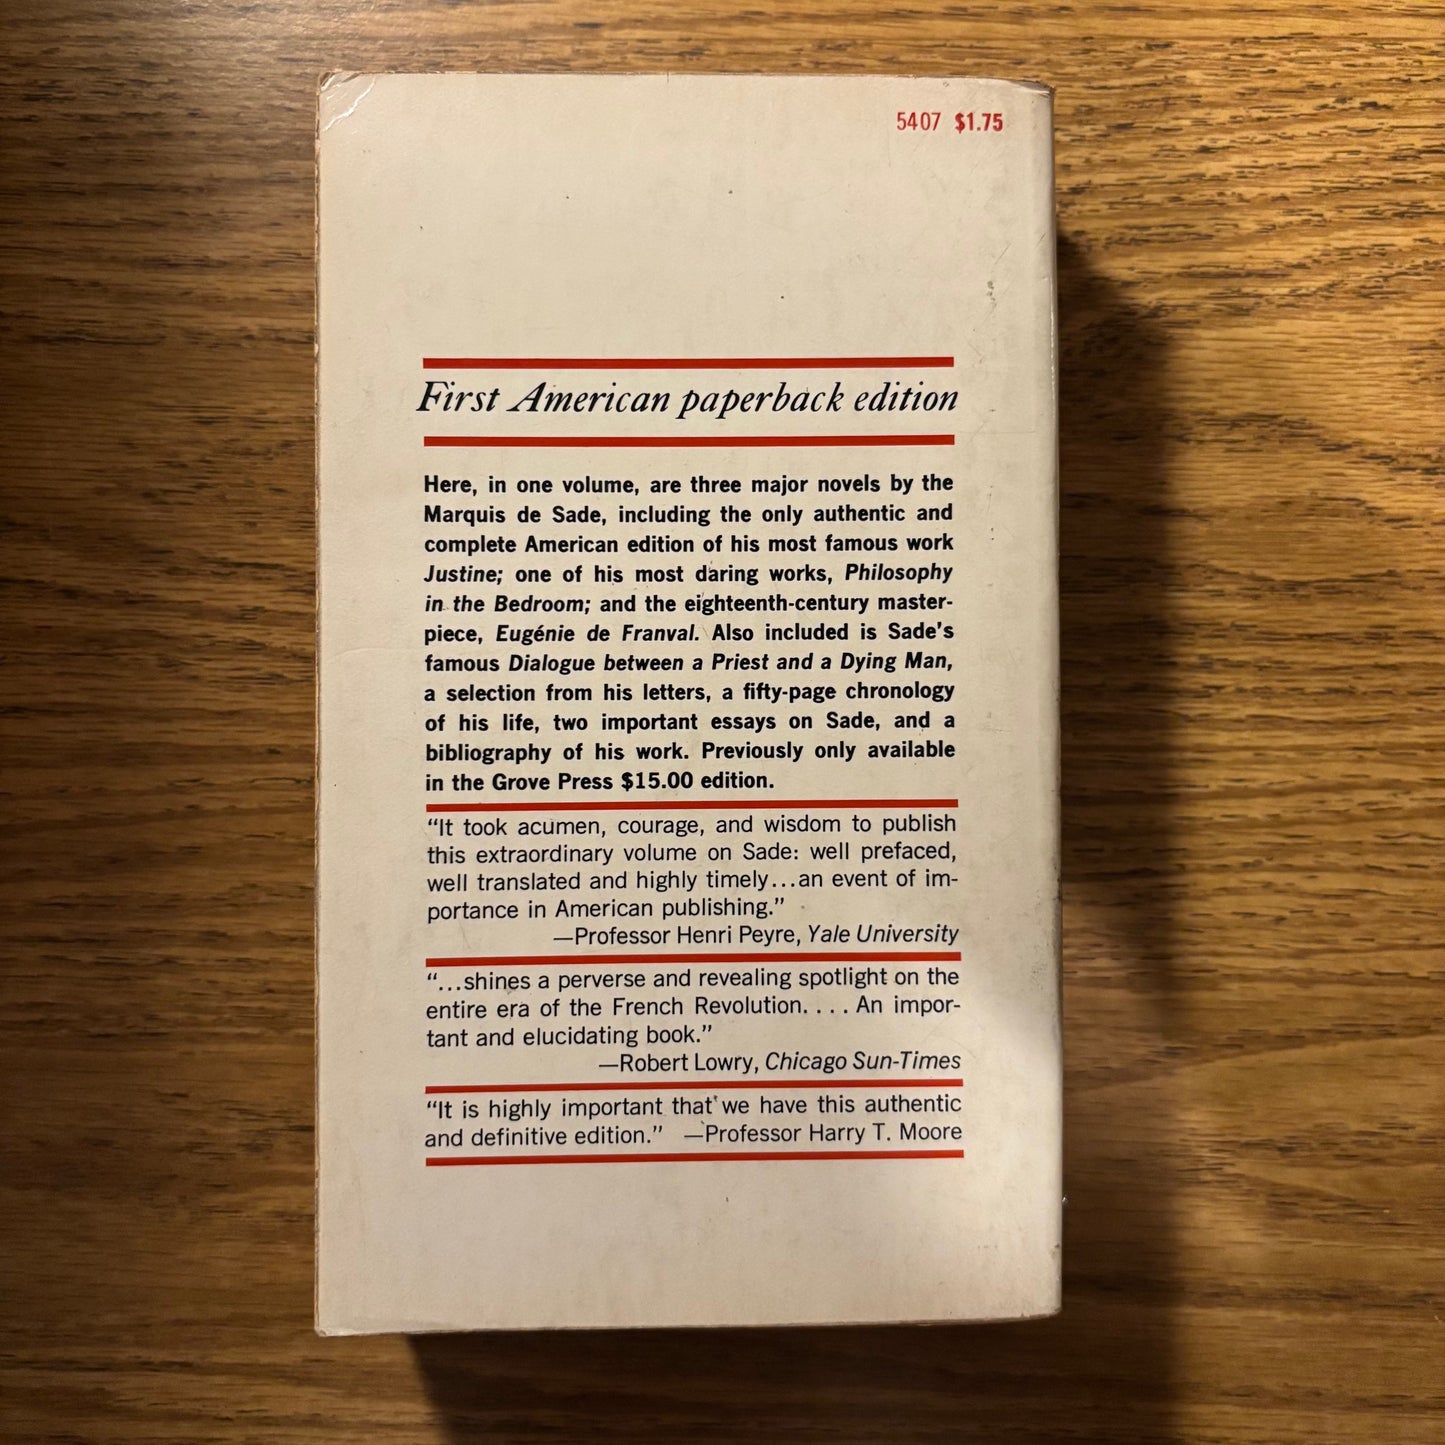 5407 $1.75
First American paperback edition
Here, in one volume, are three major novels by the
Marquis de Sade, including the only authentic and
complete American edition of his most famous work
Justine; one of his most daring works, Philosophy
in the Bedroom; and the eighteenth-century master-
piece, Eugénie de Franval. Also included is Sade's
famous Dialogue between a Priest and a Dying Man,
a selection from his letters, a fifty-page chronology
of his life, two important essays on Sade, and a
bibliography of his work. Previously only available
in the Grove Press $15.00 edition.
“It took acumen, courage, and wisdom to publish
this extraordinary volume on Sade: well prefaced,
well translated and highly timely...an event of im-
portance in American publishing.”
—Professor Henri Peyre, Yale University
“...shines a perverse and revealing spotlight on the
entire era of the French Revolution. . . . An impor-
tant and elucidating book.”
—Robert Lowry, Chicago Sun-Times
“It is highly important that we have this authentic
and definitive edition.” —Professor Harry T. Moore